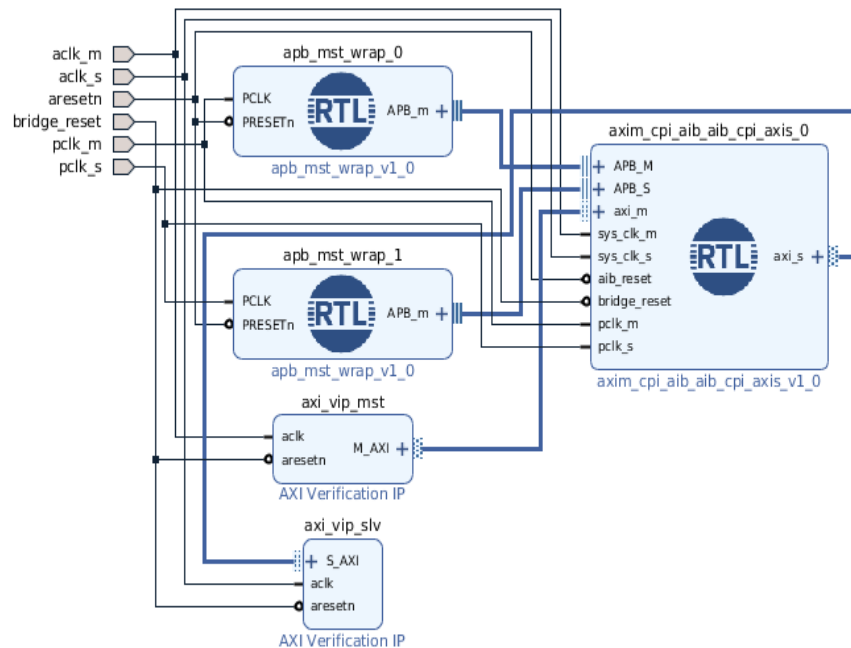 aclk_m
aclk_s
aresetn
bridge_reset
pclk_m
pclk_s
apb_mst_wrap_0
PCLK
PRESETn
RTL
APB_m
apb_mst_wrap_v1_0
apb_mst_wrap_1
PCLK
PRESETn
RTL
APB_m
apb_mst_wrap_v1_0
axi_vip_mst
aclk
aresetn
M_AXI
AXI Verification IP
axi_vip_slv
S_AXI
aclk
aresetn
AXI Verification IP
axim_cpi_aib_aib_cpi_axis_0
APB_M
APB_S
axi_m
sys_clk_m
sys_clk_s
aib_reset
bridge_reset
pclk_m
pclk_s
RTL
axi_s
axim_cpi_aib_aib_cpi_axis_v1_0